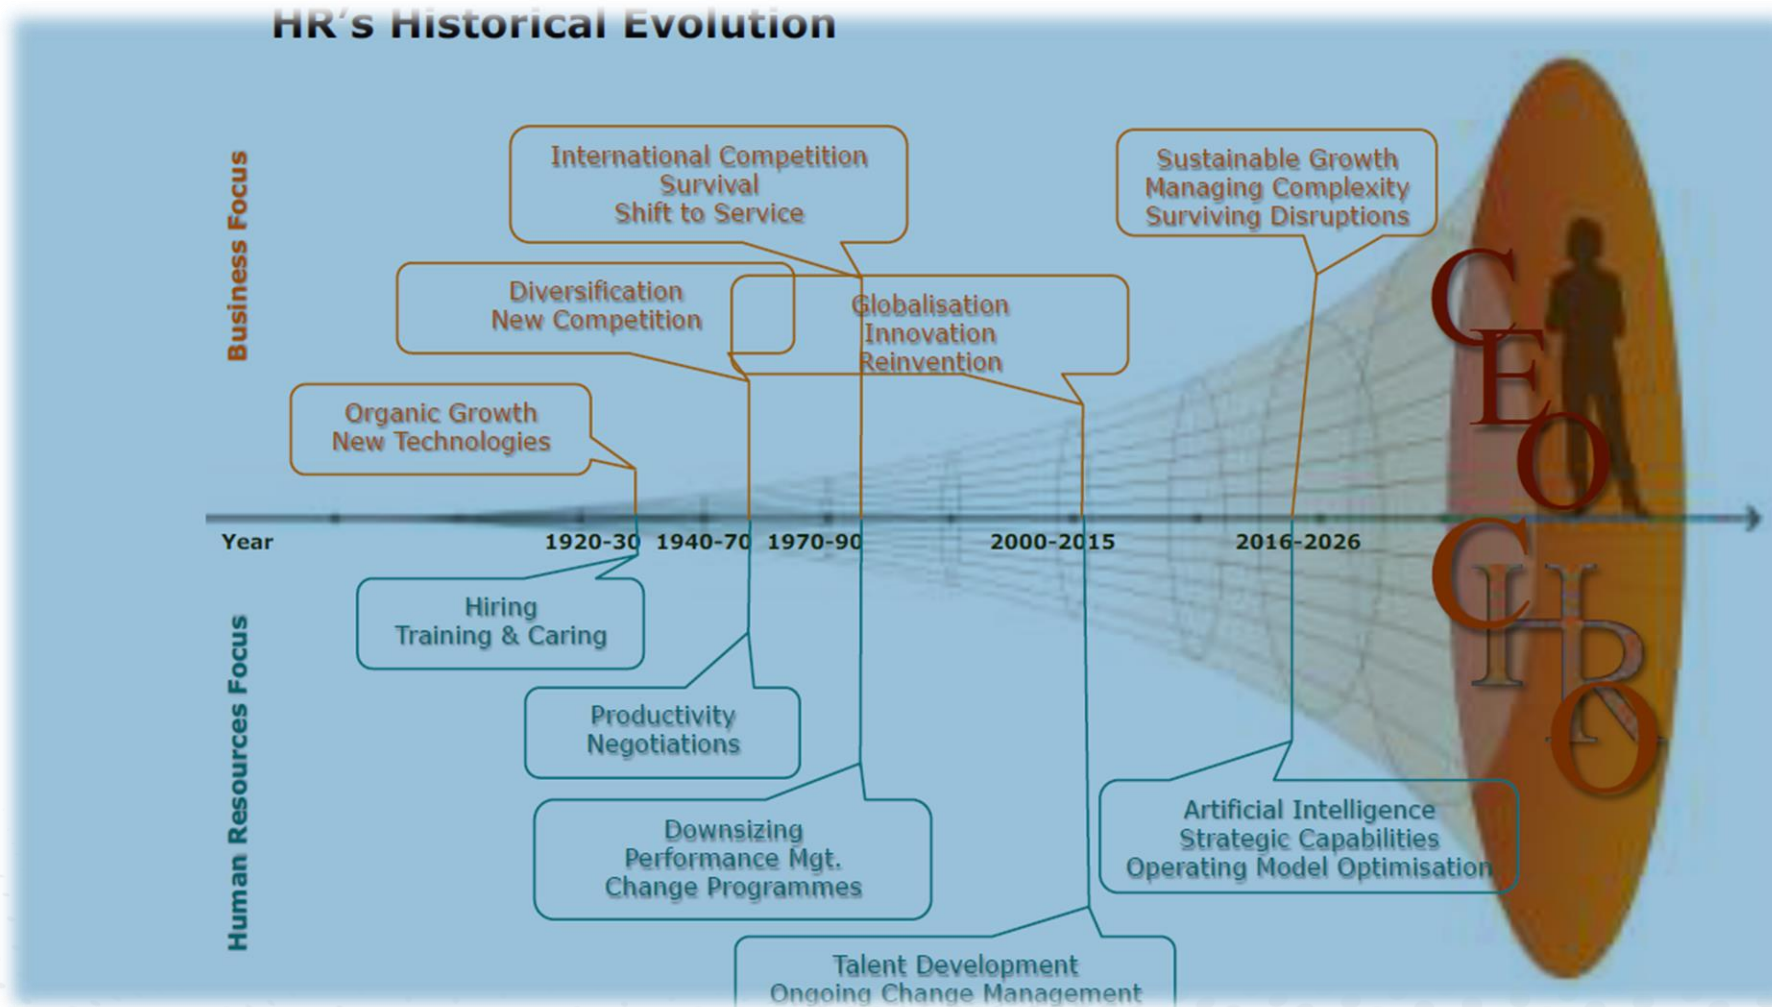 HR's Historical Evolution
Business Focus
International Competition
Survival
Shift to Service
Sustainable Growth
Managing Complexity
Surviving Disruptions
Diversification
New Competition
Globalisation
Innovation
Reinvention
Organic Growth
New Technologies
CEO
Year 1920-30 1940-70 1970-90 2000-2015 2016-2026
CHRO
Human Resources Focus
Hiring
Training & Caring
Productivity
Negotiations
Downsizing
Performance Mgt.
Change Programmes
Artificial Intelligence
Strategic Capabilities
Operating Model Optimisation
Talent Development
Ongoing Change Management